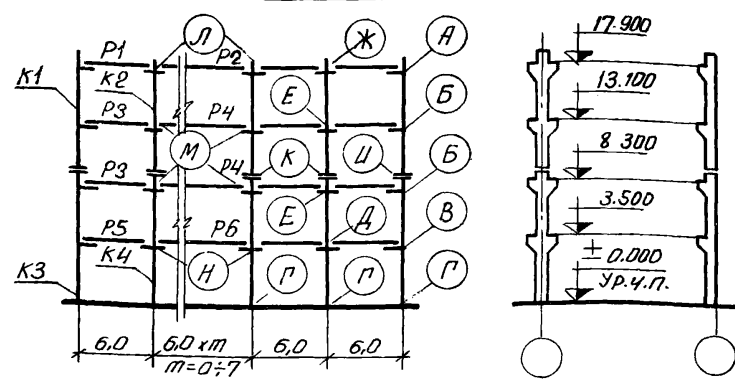 Л Ж А
17.900
Р1 Р2
К1 К2 Е Б
13.100
Р3 Р4
М К И
8 300
Р3 Р4 Б
Е Д В
3.500
Р5 Р6
К3 К4 Н Г Г Г
± 0.000
Ур.ч.п.
6,0 6,0 х m 6,0 6,0
m=0÷7